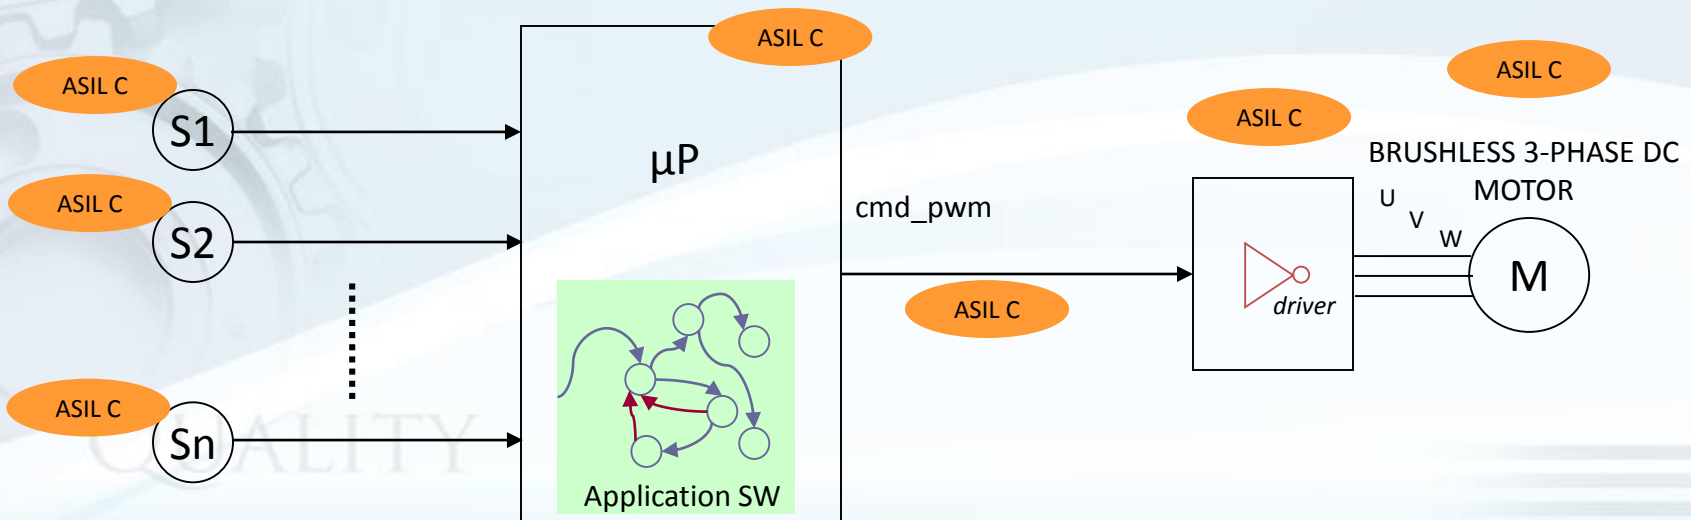 ASIL C
ASIL C
ASIL C
S1
µP
ASIL C
BRUSHLESS 3-PHASE DC
MOTOR
ASIL C
S2
cmd_pwm
U
V
W
M
driver
ASIL C
ASIL C
Sn
QUALITY
Application SW